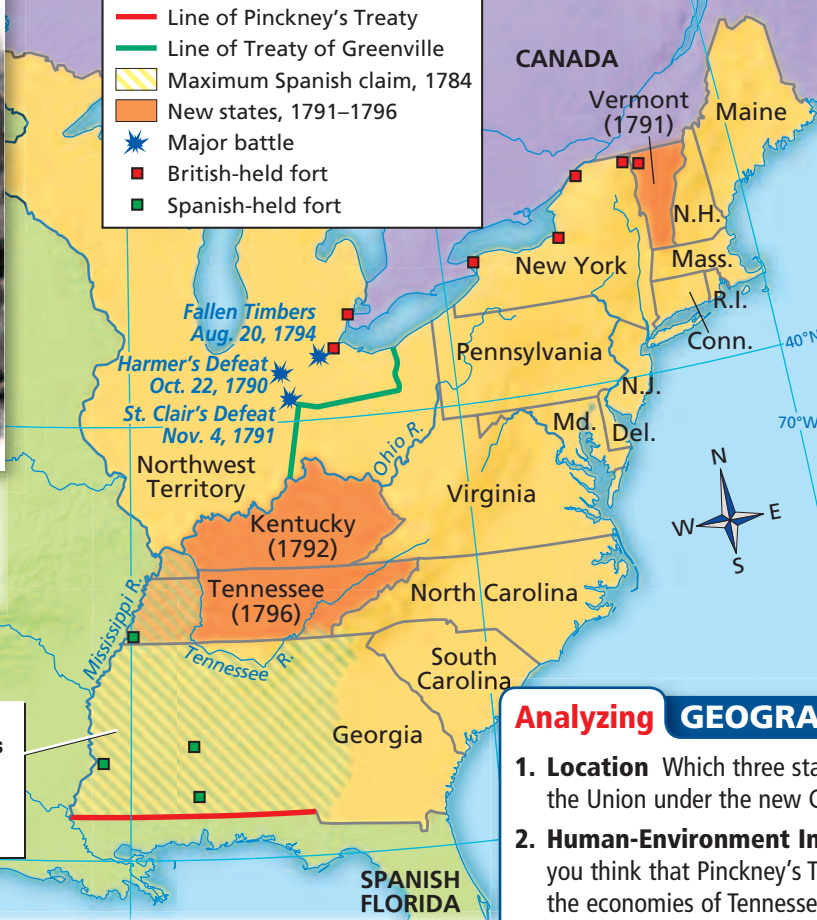 Line of Pinckney's Treaty
Line of Treaty of Greenville
Maximum Spanish claim, 1784
New states, 1791–1796
Major battle
British-held fort
Spanish-held fort
CANADA
Vermont
(1791)
Maine
N.H.
New York
Mass.
R.I.
Conn.
Fallen Timbers
Aug. 20, 1794
Harmer's Defeat
Oct. 22, 1790
St. Clair's Defeat
Nov. 4, 1791
Pennsylvania
40°N
N.J.
70°W
Md.
Del.
Ohio R.
Northwest
Territory
Virginia
N
W
E
S
Kentucky
(1792)
Tennessee
(1796)
North Carolina
Mississippi R.
Tennessee R.
South
Carolina
Georgia
s
SPANISH
FLORIDA
Analyzing GEOGRA
1. Location Which three sta
the Union under the new C
2. Human-Environment In
you think that Pinckney's T
the economies of Tennesse